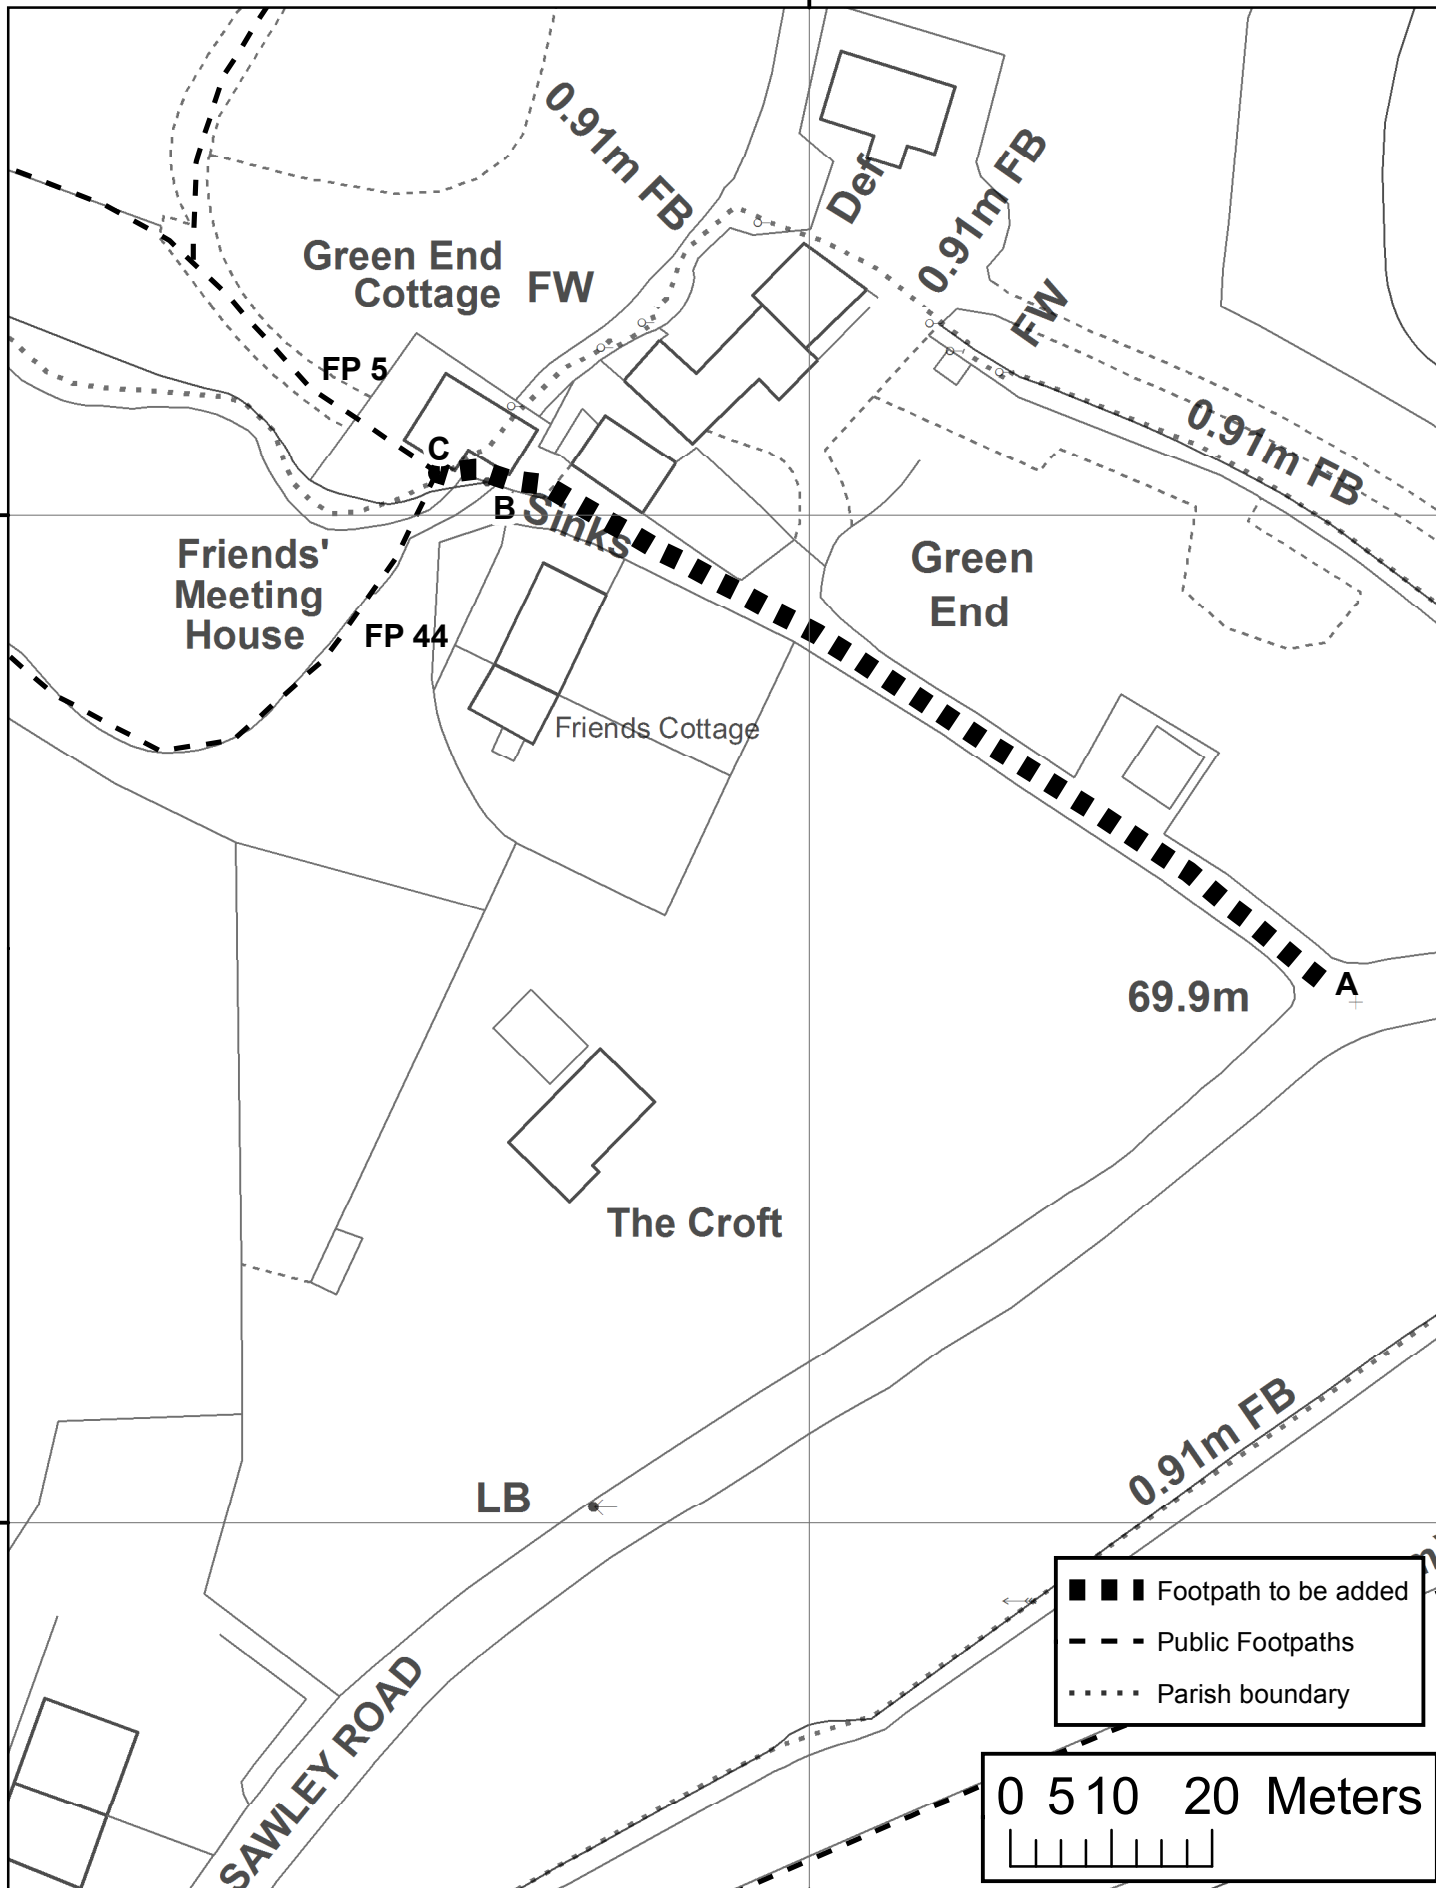 0.91m FB
Def
0.91m FB
Green End
Cottage
FW
FW
FP 5
0.91m FB
C
B
Sinks
Friends'
Meeting
House
Green
End
FP 44
Friends Cottage
69.9m
A
The Croft
0.91m FB
LB
SAWLEY ROAD
Footpath to be added
Public Footpaths
Parish boundary
0 5 10 20 Meters